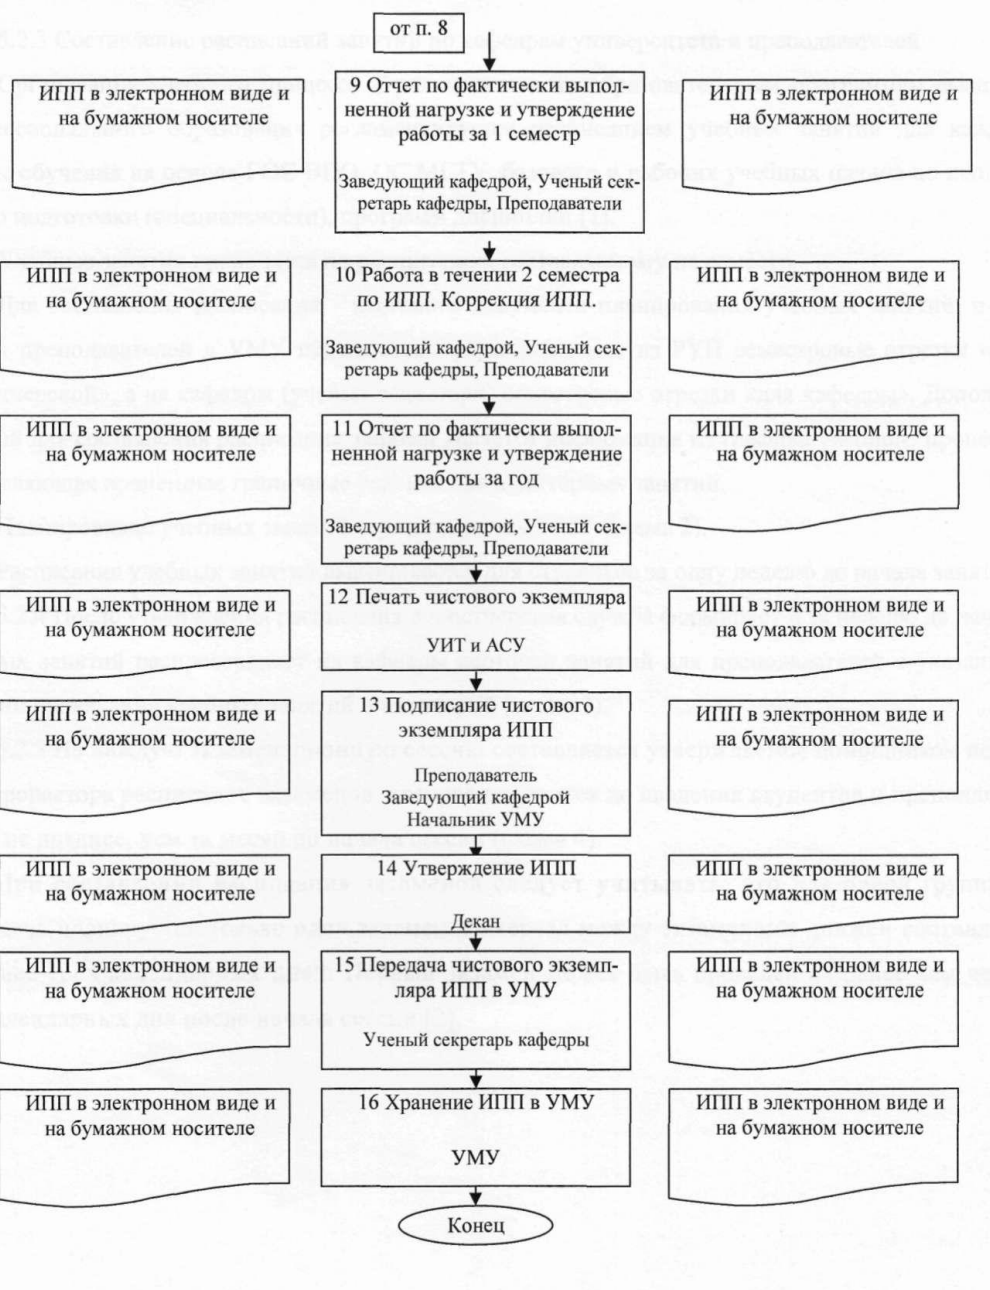 от п. 8
ИПП в электронном виде и
на бумажном носителе
9 Отчет по фактически выпол-
ненной нагрузке и утверждение
работы за 1 семестр
Заведующий кафедрой, Ученый сек-
ретарь кафедры, Преподаватели
ИПП в электронном виде и
на бумажном носителе
ИПП в электронном виде и
на бумажном носителе
10 Работа в течении 2 семестра
по ИПП. Коррекция ИПП.
Заведующий кафедрой, Ученый сек-
ретарь кафедры, Преподаватели
ИПП в электронном виде и
на бумажном носителе
ИПП в электронном виде и
на бумажном носителе
11 Отчет по фактически выпол-
ненной нагрузке и утверждение
работы за год
Заведующий кафедрой, Ученый сек-
ретарь кафедры, Преподаватели
ИПП в электронном виде и
на бумажном носителе
ИПП в электронном виде и
на бумажном носителе
12 Печать чистового экземпляра
УИТ и АСУ
ИПП в электронном виде и
на бумажном носителе
ИПП в электронном виде и
на бумажном носителе
13 Подписание чистового
экземпляра ИПП
Преподаватель
Заведующий кафедрой
Начальник УМУ
ИПП в электронном виде и
на бумажном носителе
ИПП в электронном виде и
на бумажном носителе
14 Утверждение ИПП
Декан
ИПП в электронном виде и
на бумажном носителе
ИПП в электронном виде и
на бумажном носителе
15 Передача чистового экземп-
ляра ИПП в УМУ
Ученый секретарь кафедры
ИПП в электронном виде и
на бумажном носителе
ИПП в электронном виде и
на бумажном носителе
16 Хранение ИПП в УМУ
УМУ
ИПП в электронном виде и
на бумажном носителе
Конец